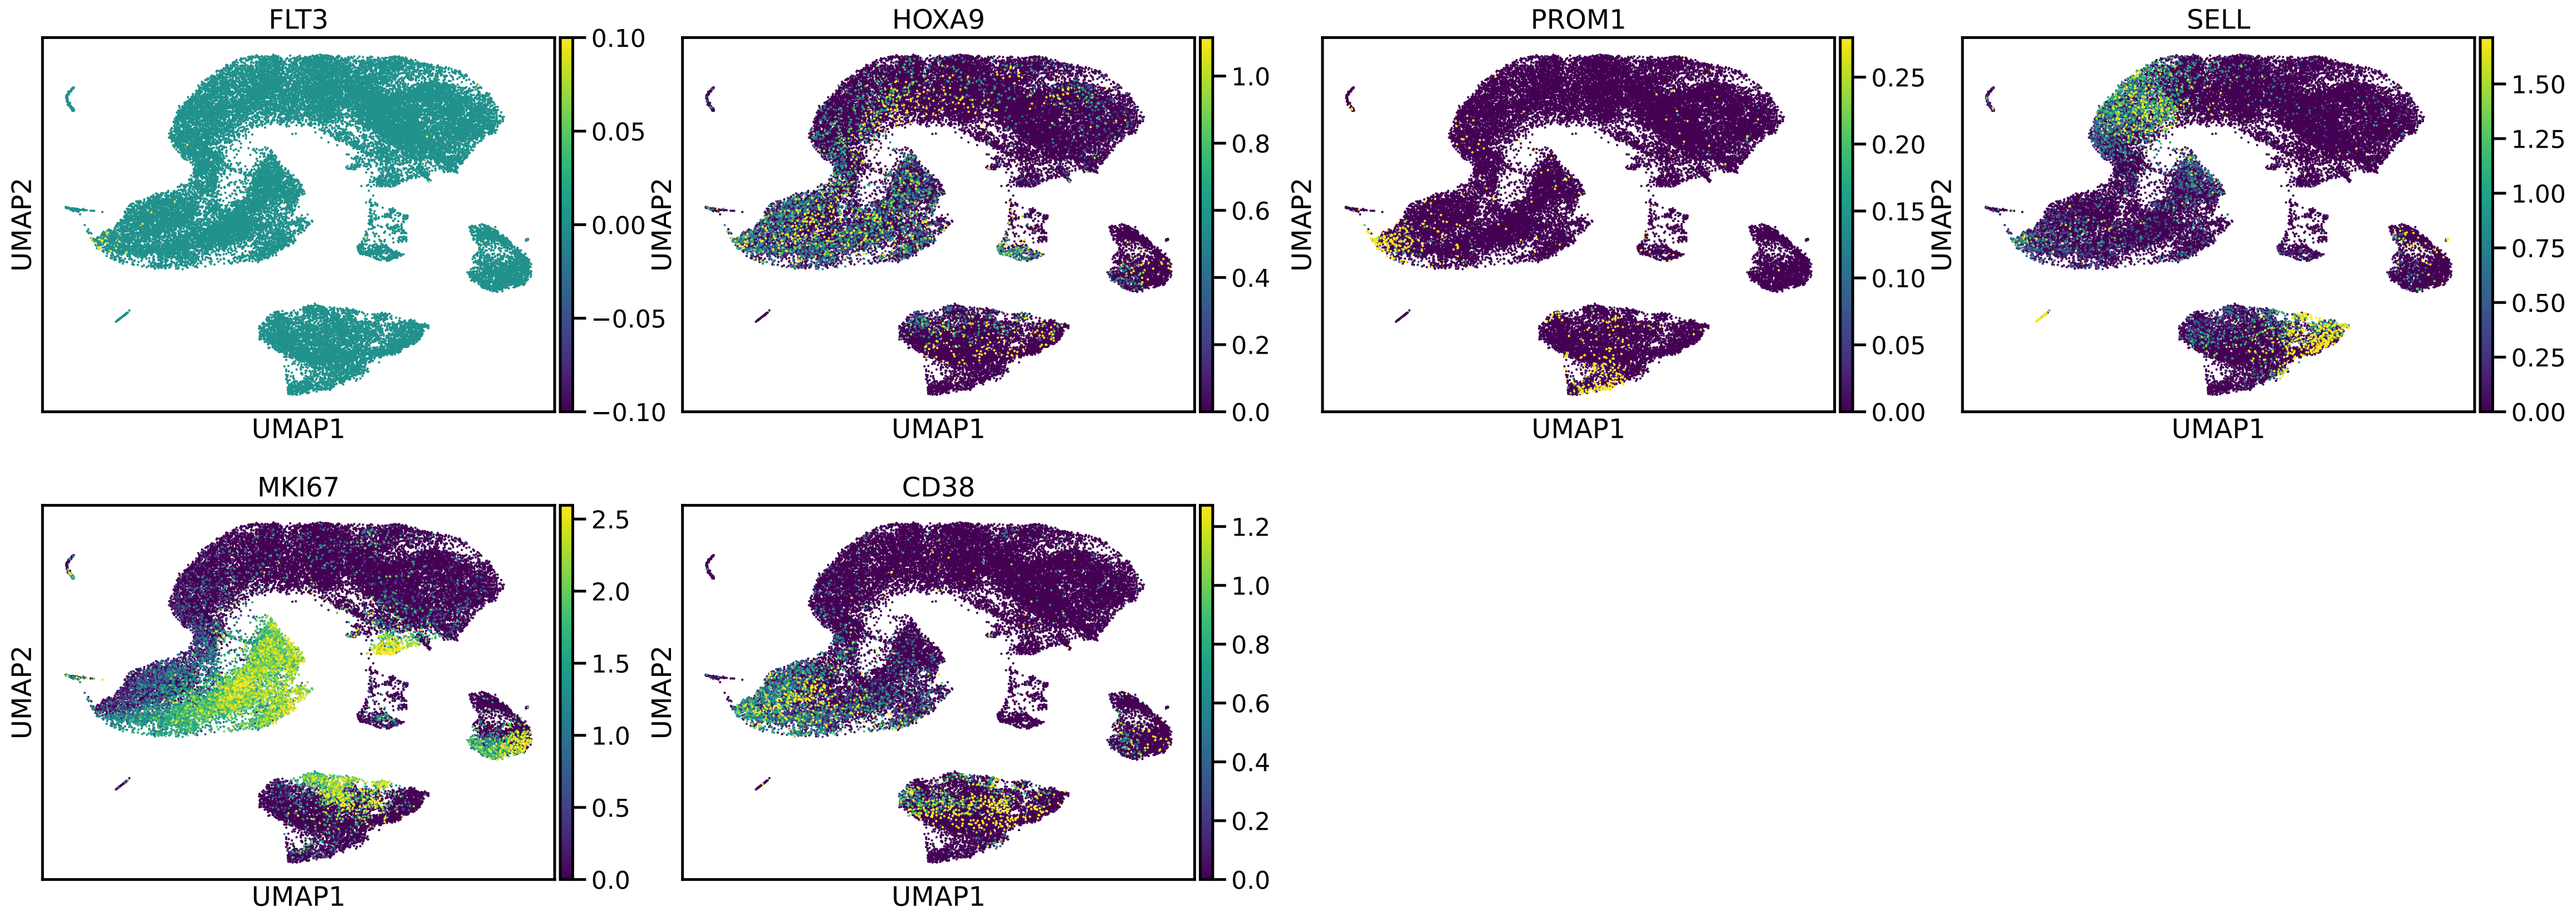 FLT3
HOXA9
PROM1
SELL
UMAP2
0.10
0.05
0.00
−0.05
−0.10
UMAP1
UMAP2
1.0
0.8
0.6
0.4
0.2
0.0
UMAP1
UMAP2
0.25
0.20
0.15
0.10
0.05
0.00
UMAP1
UMAP2
1.50
1.25
1.00
0.75
0.50
0.25
0.00
UMAP1
MKI67
CD38
UMAP2
2.5
2.0
1.5
1.0
0.5
0.0
UMAP1
UMAP2
1.2
1.0
0.8
0.6
0.4
0.2
0.0
UMAP1